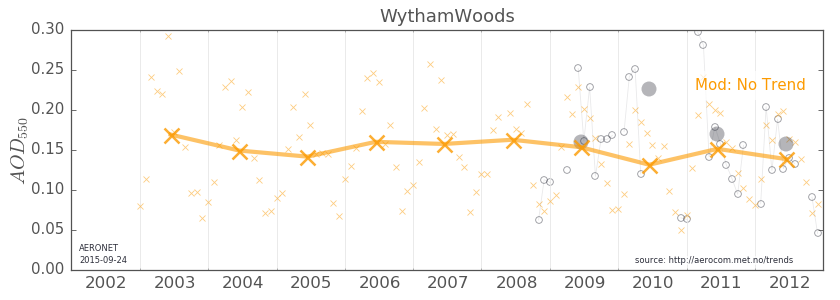 WythamWoods
0.30
0.25
0.20
0.15
0.10
0.05
0.00
AOD550
Mod: No Trend
AERONET
2015-09-24
source: http://aerocom.met.no/trends
2002 2003 2004 2005 2006 2007 2008 2009 2010 2011 2012